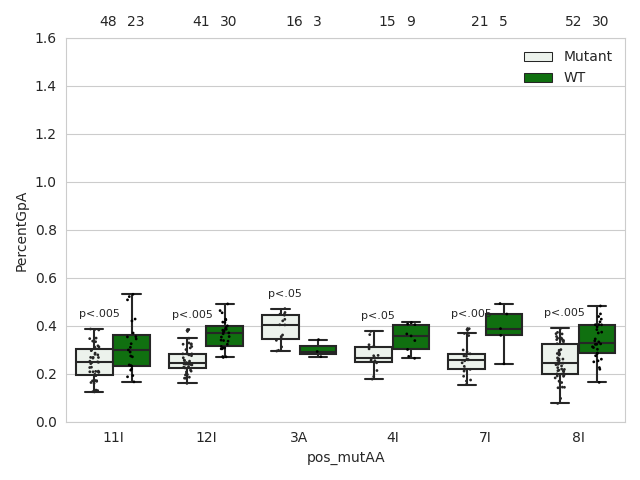 48 23 41 30 16 3 15 9 21 5 52 30
1.6
Mutant
WT
1.4
1.2
1.0
0.8
0.6
0.4
0.2
0.0
PercentGpA
p<.005
p<.005
p<.05
p<.05
p<.005
p<.005
11I 12I 3A 4I 7I 8I
pos_mutAA